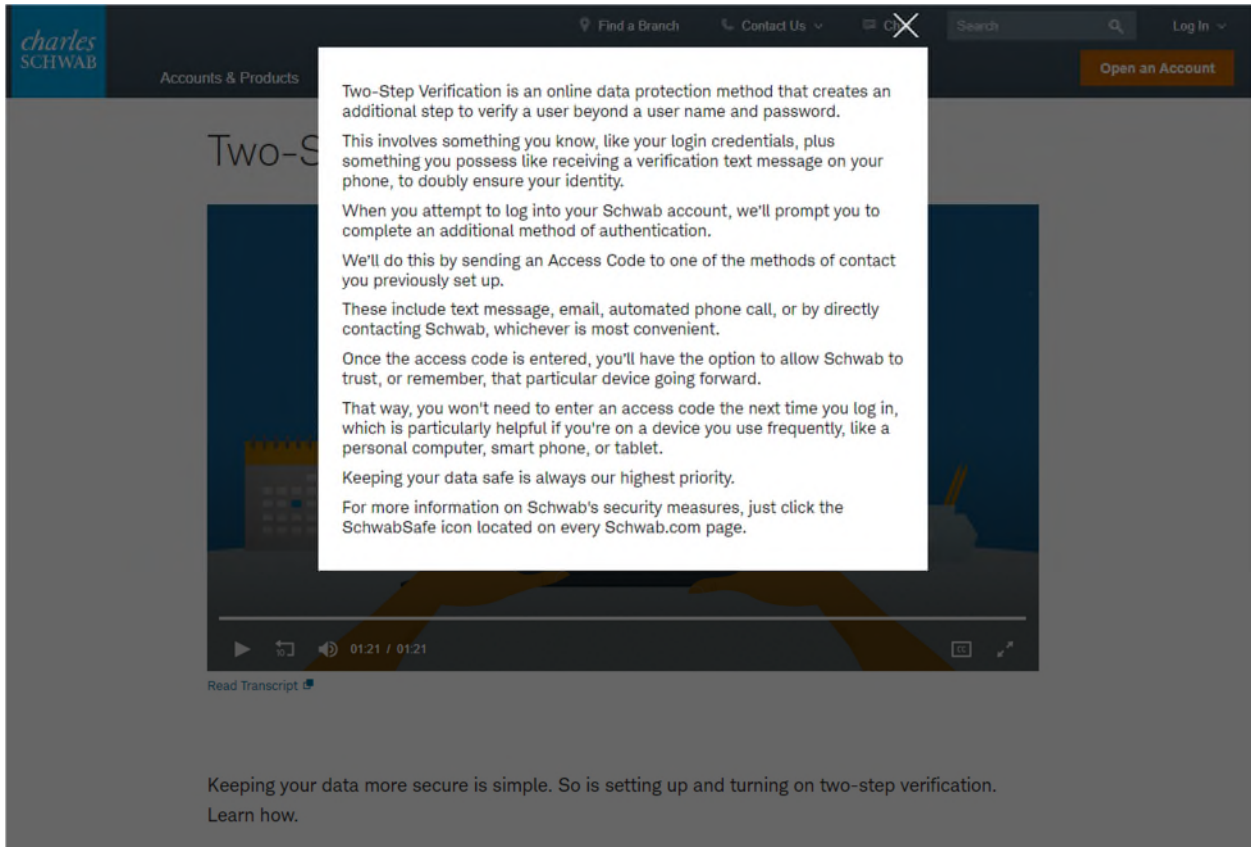 charles
SCHWAB
Find a Branch
Contact Us
Search
Log In
Accounts & Products
Open an Account
Two-S
Two-Step Verification is an online data protection method that creates an
additional step to verify a user beyond a user name and password.
This involves something you know, like your login credentials, plus
something you possess like receiving a verification text message on your
phone, to doubly ensure your identity.
When you attempt to log into your Schwab account, we'll prompt you to
complete an additional method of authentication.
We'll do this by sending an Access Code to one of the methods of contact
you previously set up.
These include text message, email, automated phone call, or by directly
contacting Schwab, whichever is most convenient.
Once the access code is entered, you'll have the option to allow Schwab to
trust, or remember, that particular device going forward.
That way, you won't need to enter an access code the next time you log in,
which is particularly helpful if you're on a device you use frequently, like a
personal computer, smart phone, or tablet.
Keeping your data safe is always our highest priority.
For more information on Schwab's security measures, just click the
SchwabSafe icon located on every Schwab.com page.
10
01:21 / 01:21
CC
Read Transcript
Keeping your data more secure is simple. So is setting up and turning on two-step verification.
Learn how.